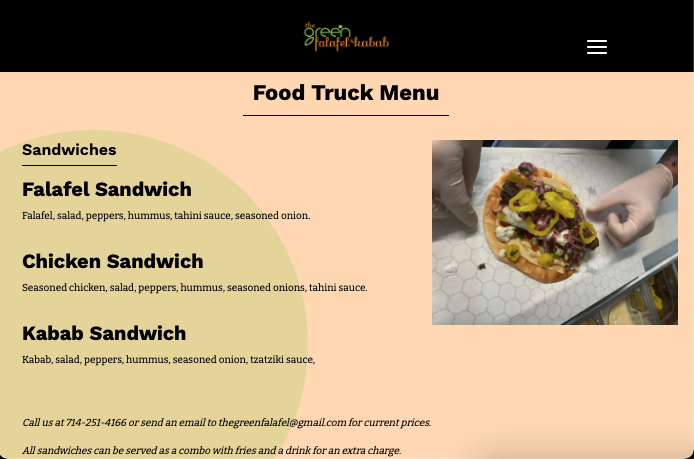 the
green
falafel & kabab
Food Truck Menu
Sandwiches
Falafel Sandwich
Falafel, salad, peppers, hummus, tahini sauce, seasoned onion.
Chicken Sandwich
Seasoned chicken, salad, peppers, hummus, seasoned onions, tahini sauce.
Kabab Sandwich
Kabab, salad, peppers, hummus, seasoned onion, tzatziki sauce,
Call us at 714-251-4166 or send an email to thegreenfalafel@gmail.com for current prices.
All sandwiches can be served as a combo with fries and a drink for an extra charge.